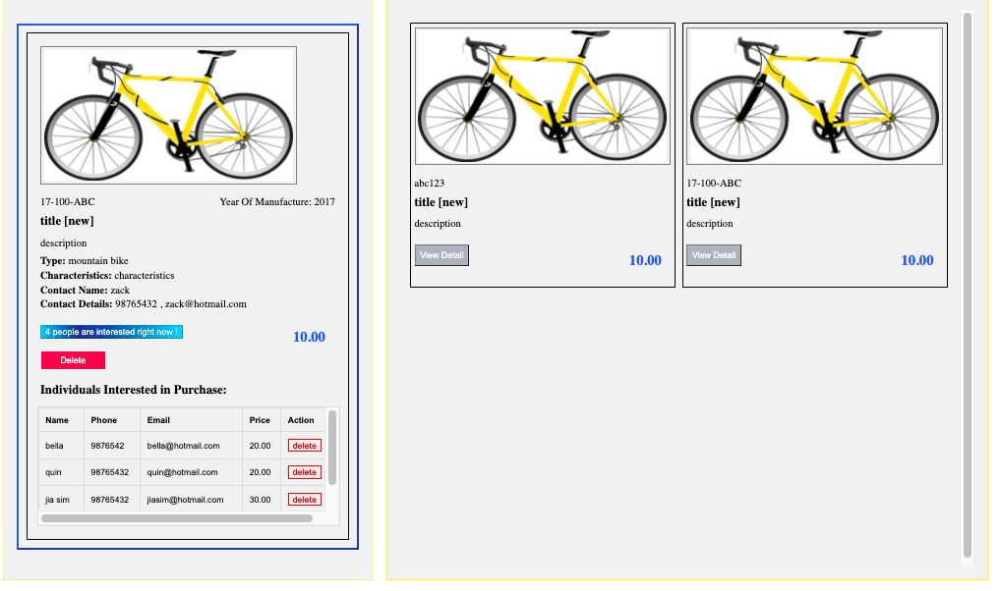 17-100-ABC Year Of Manufacture: 2017
title [new]
description
Type: mountain bike
Characteristics: characteristics
Contact Name: zack
Contact Details: 98765432 , zack@hotmail.com
4 people are interested right now !
10.00
Delete
Individuals Interested in Purchase:
Name Phone Email Price Action
bella 9876542 bella@hotmail.com 20.00 delete
quin 98765432 quin@hotmail.com 20.00 delete
jia sim 98765432 jiasim@hotmail.com 30.00 delete
abc123
title [new]
description
View Detail
10.00
17-100-ABC
title [new]
description
View Detail
10.00